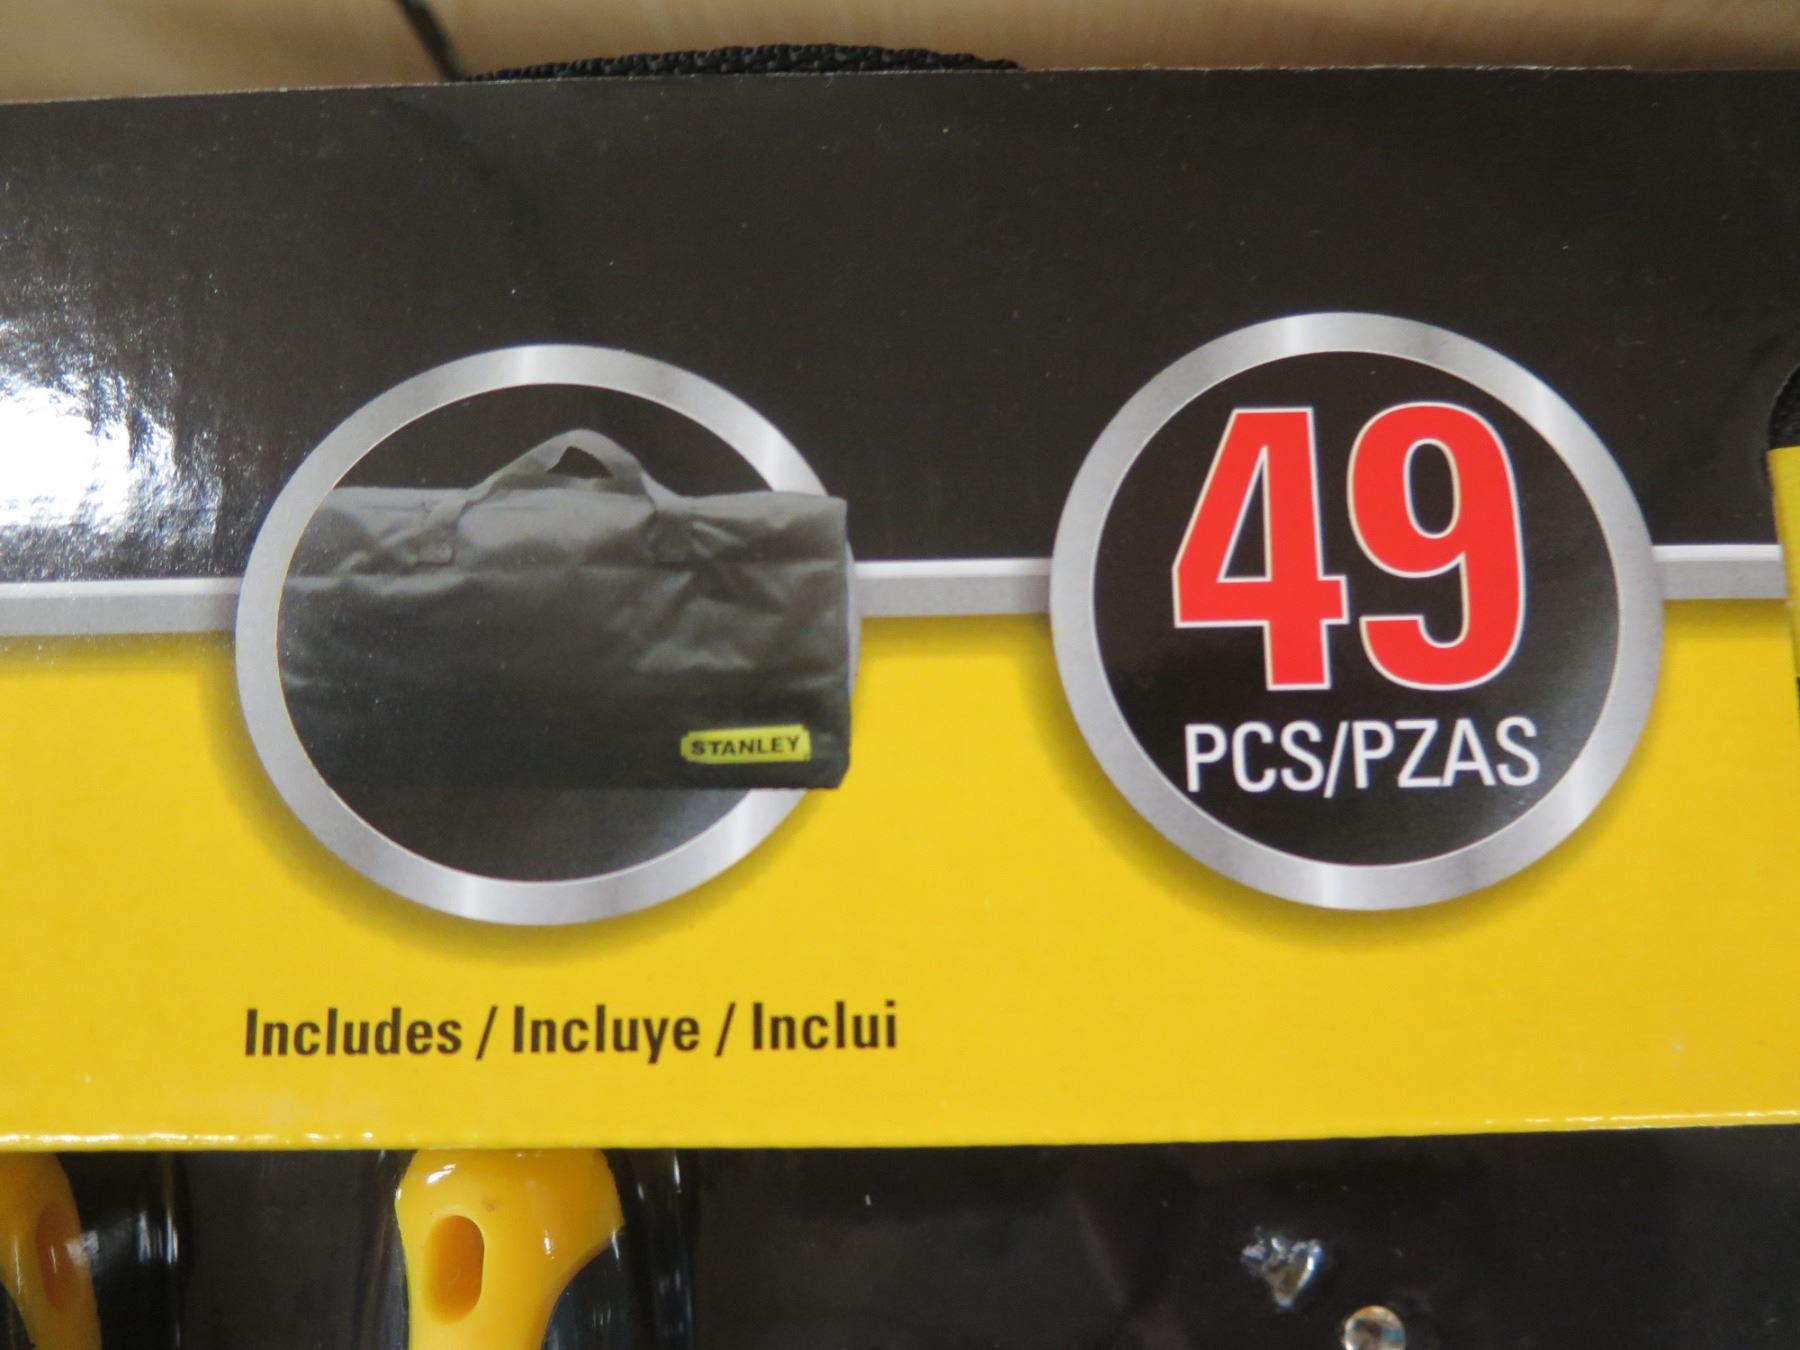 STANLEY
49
PCS/PZAS
Includes / Incluye / Inclui